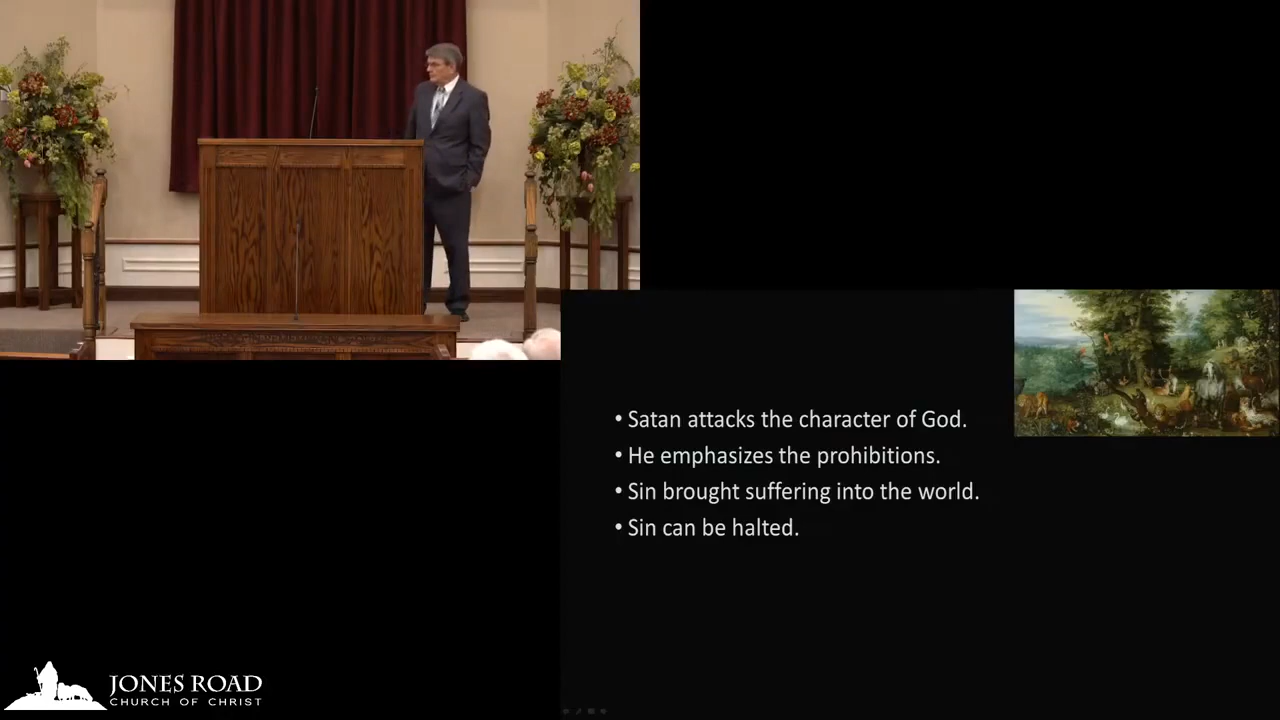 • Satan attacks the character of God.
• He emphasizes the prohibitions.
• Sin brought suffering into the world.
• Sin can be halted.
JONES ROAD
CHURCH OF CHRIST